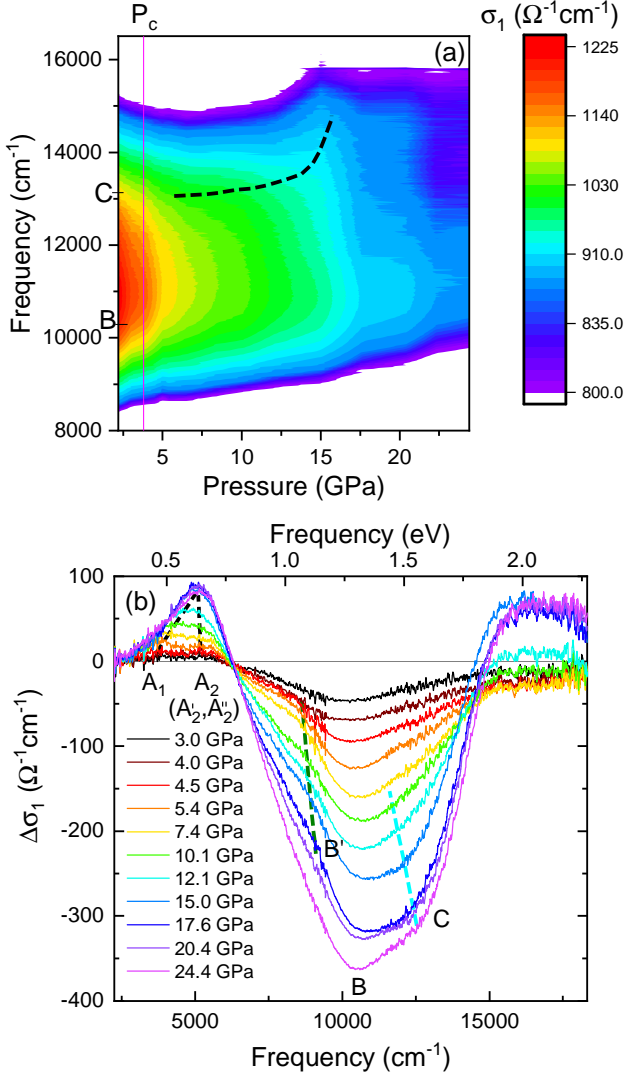 P_c
σ₁ (Ω⁻¹cm⁻¹)
(a)
16000
14000
12000
10000
8000
C
B
Frequency (cm⁻¹)
5
10
15
20
Pressure (GPa)
1225
1140
1030
910.0
835.0
800.0
Frequency (eV)
0.5
1.0
1.5
2.0
(b)
100
0
-100
-200
-300
-400
Δσ₁ (Ω⁻¹cm⁻¹)
A₁ A₂
(A₂',A₂'')
3.0 GPa
4.0 GPa
4.5 GPa
5.4 GPa
7.4 GPa
10.1 GPa
12.1 GPa
15.0 GPa
17.6 GPa
20.4 GPa
24.4 GPa
B'
C
B
5000
10000
15000
Frequency (cm⁻¹)